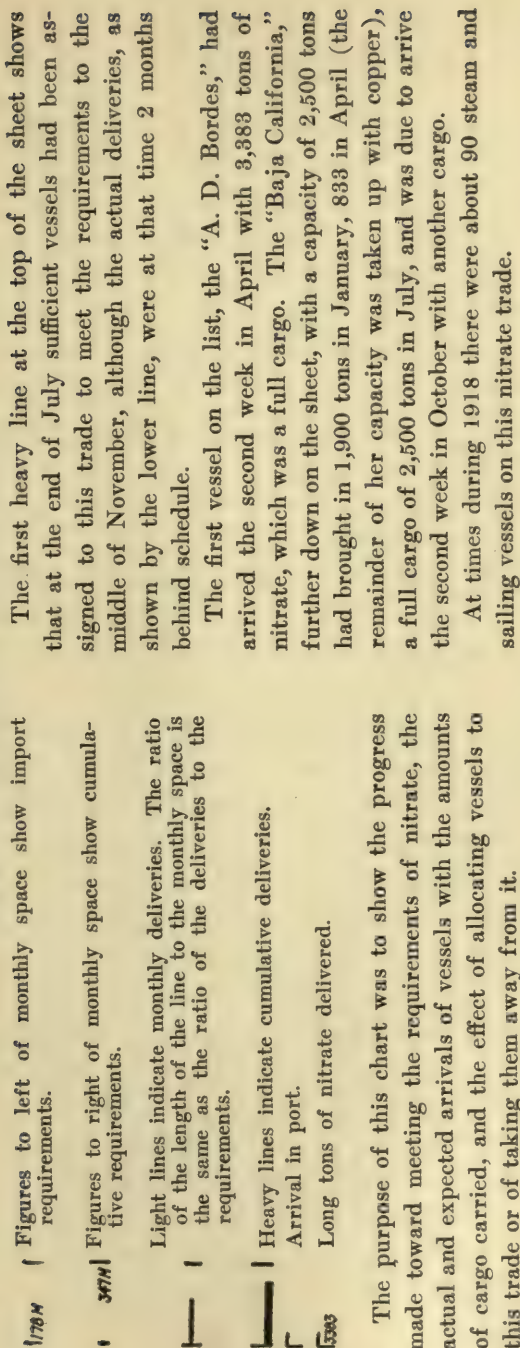 178M Figures to left of monthly space show import
requirements.
347M Figures to right of monthly space show cumula-
tive requirements.
Light lines indicate monthly deliveries. The ratio
of the length of the line to the monthly space is
the same as the ratio of the deliveries to the
requirements.
Heavy lines indicate cumulative deliveries.
Arrival in port.
3383 Long tons of nitrate delivered.
The purpose of this chart was to show the progress
made toward meeting the requirements of nitrate, the
actual and expected arrivals of vessels with the amounts
of cargo carried, and the effect of allocating vessels to
this trade or of taking them away from it.
The first heavy line at the top of the sheet shows
that at the end of July sufficient vessels had been as-
signed to this trade to meet the requirements to the
middle of November, although the actual deliveries, as
shown by the lower line, were at that time 2 months
behind schedule.
The first vessel on the list, the “A. D. Bordes,” had
arrived the second week in April with 3,383 tons of
nitrate, which was a full cargo. The “Baja California,”
further down on the sheet, with a capacity of 2,500 tons
had brought in 1,900 tons in January, 833 in April (the
remainder of her capacity was taken up with copper),
a full cargo of 2,500 tons in July, and was due to arrive
the second week in October with another cargo.
At times during 1918 there were about 90 steam and
sailing vessels on this nitrate trade.